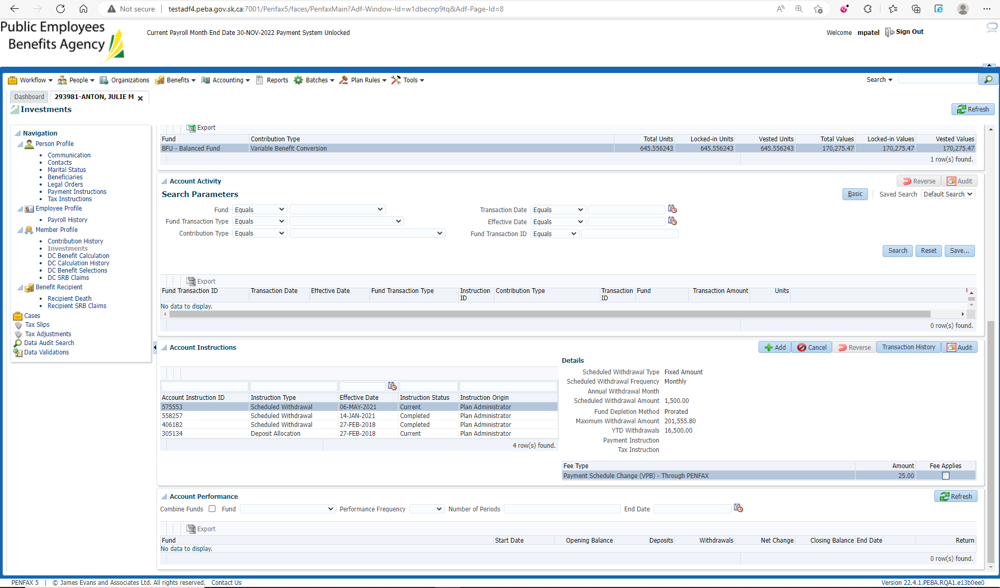 Not secure testadf4.peba.gov.sk.ca:7001/Penfax5/faces/PenfaxMain?Adf-Window-Id=w1dbecnp9tq&Adf-Page-Id=8
Public Employees
Benefits Agency
Current Payroll Month End Date 30-NOV-2022 Payment System Unlocked
Welcome mpatel Sign Out
Workflow People Organizations Benefits Accounting Reports Batches Plan Rules Tools Search
Dashboard 293981-ANTON, JULIE M
Investments
Refresh
Navigation
Person Profile
Communication
Contacts
Marital Status
Beneficiaries
Legal Orders
Payment Instructions
Tax Instructions
Employee Profile
Payroll History
Member Profile
Contribution History
Investments
DC Benefit Calculation
DC Calculation History
DC Benefit Selections
DC SRB Claims
Benefit Recipient
Recipient Death
Recipient SRB Claims
Cases
Tax Slips
Tax Adjustments
Data Audit Search
Data Validations
Export
Fund Contribution Type Total Units Locked-in Units Vested Units Total Values Locked-in Values Vested Values
BFU - Balanced Fund Variable Benefit Conversion 645.556243 645.556243 645.556243 170,275.47 170,275.47 170,275.47
1 row(s) found.
Account Activity Reverse Audit
Search Parameters Basic Saved Search Default Search
Fund Equals Transaction Date Equals
Fund Transaction Type Equals Effective Date Equals
Contribution Type Equals Fund Transaction ID Equals
Search Reset Save...
Export
Fund Transaction ID Transaction Date Effective Date Fund Transaction Type Instruction ID Contribution Type Transaction ID Fund Transaction Amount Units
No data to display.
0 row(s) found.
Account Instructions Add Cancel Reverse Transaction History Audit
Account Instruction ID Instruction Type Effective Date Instruction Status Instruction Origin
575553 Scheduled Withdrawal 06-MAY-2021 Current Plan Administrator
558257 Scheduled Withdrawal 14-JAN-2021 Completed Plan Administrator
406182 Scheduled Withdrawal 27-FEB-2018 Completed Plan Administrator
305134 Deposit Allocation 27-FEB-2018 Current Plan Administrator
4 row(s) found.
Details
Scheduled Withdrawal Type Fixed Amount
Scheduled Withdrawal Frequency Monthly
Annual Withdrawal Month
Scheduled Withdrawal Amount 1,500.00
Fund Depletion Method Prorated
Maximum Withdrawal Amount 201,555.80
YTD Withdrawals 16,500.00
Payment Instruction
Tax Instruction
Fee Type Amount Fee Applies
Payment Schedule Change (VPB) - Through PENFAX 25.00
Account Performance Refresh
Combine Funds Fund Performance Frequency Number of Periods End Date
Export
Fund Start Date Opening Balance Deposits Withdrawals Net Change Closing Balance End Date Return
No data to display.
0 row(s) found.
PENFAX 5 | © James Evans and Associates Ltd. All rights reserved. Contact Us
Version 22.4.1.PEBA.RQA1.e13b0ee0